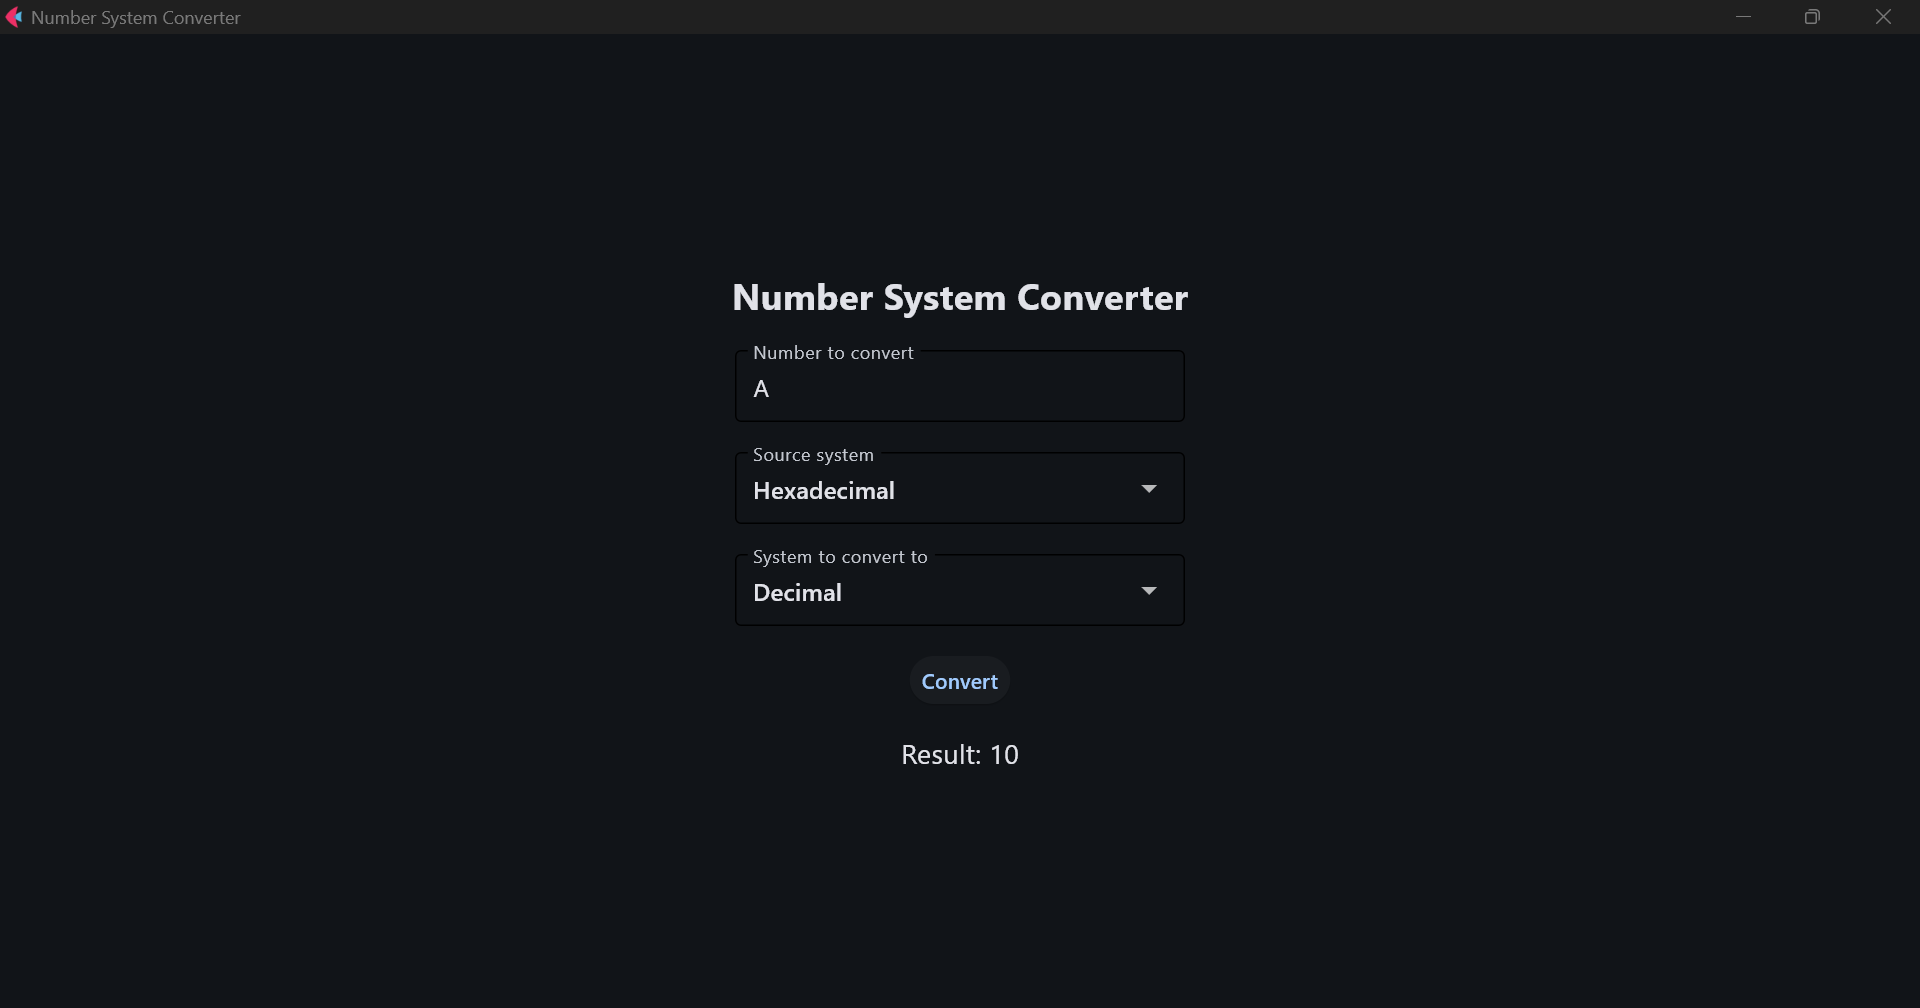 Number System Converter
Number System Converter
Number to convert
A
Source system
Hexadecimal
System to convert to
Decimal
Convert
Result: 10